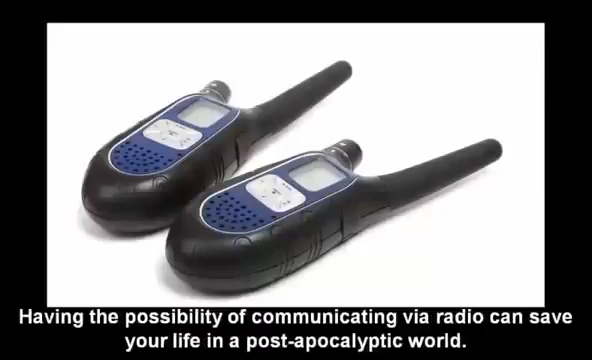 Having the possibility of communicating via radio can save
your life in a post-apocalyptic world.